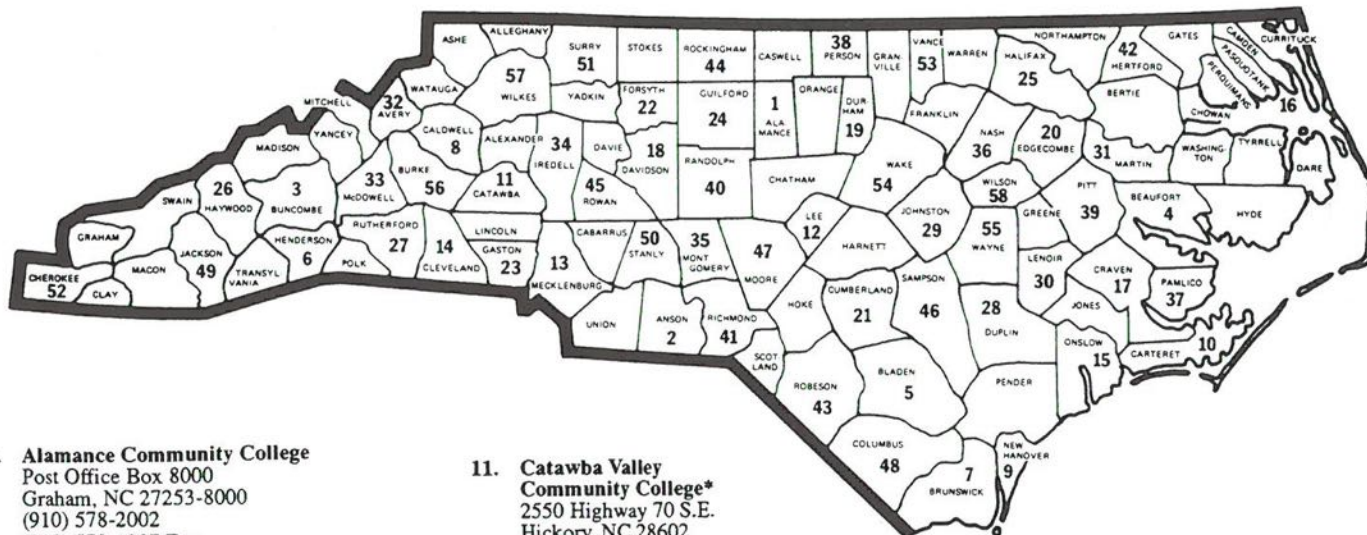 ASHE
ALLEGHANY
SURRY
51
STOKES
ROCKINGHAM
44
CASWELL
38
PERSON
GRAN-
VILLE
VANCE
53
WARREN
NORTHAMPTON
HALIFAX
25
42
HERTFORD
GATES
CAMDEN
PASQUOTANK
PERQUIMANS
CURRITUCK
16
CHOWAN
BERTIE
WATAUGA
57
WILKES
YADKIN
FORSYTH
22
GUILFORD
24
1
ALA-
MANCE
ORANGE
DUR-
HAM
19
FRANKLIN
NASH
36
20
EDGECOMBE
31
MARTIN
WASHING-
TON
TYRRELL
DARE
MITCHELL
32
AVERY
YANCEY
CALDWELL
8
ALEXANDER
34
IREDELL
DAVIE
18
DAVIDSON
RANDOLPH
40
CHATHAM
WAKE
54
WILSON
58
PITT
39
BEAUFORT
4
HYDE
MADISON
33
McDOWELL
BURKE
56
11
CATAWBA
45
ROWAN
LEE
12
JOHNSTON
29
GREENE
55
WAYNE
SWAIN
26
HAYWOOD
3
BUNCOMBE
RUTHERFORD
27
14
CLEVELAND
LINCOLN
GASTON
23
CABARRUS
50
STANLY
35
MONT
GOMERY
47
MOORE
HARNETT
SAMPSON
46
LENOIR
30
CRAVEN
17
PAMLICO
37
GRAHAM
CHEROKEE
52
CLAY
MACON
JACKSON
49
TRANSYL
VANIA
HENDERSON
6
POLK
13
MECKLENBURG
HOKE
CUMBERLAND
21
28
DUPLIN
JONES
ONSLOW
15
10
CARTERET
UNION
ANSON
2
RICHMOND
41
SCOT-
LAND
ROBESON
43
BLADEN
5
PENDER
COLUMBUS
48
7
BRUNSWICK
NEW
HANOVER
9
Alamance Community College
Post Office Box 8000
Graham, NC 27253-8000
(910) 578-2002
11. Catawba Valley
Community College*
2550 Highway 70 S.E.
Hickory, NC 28602